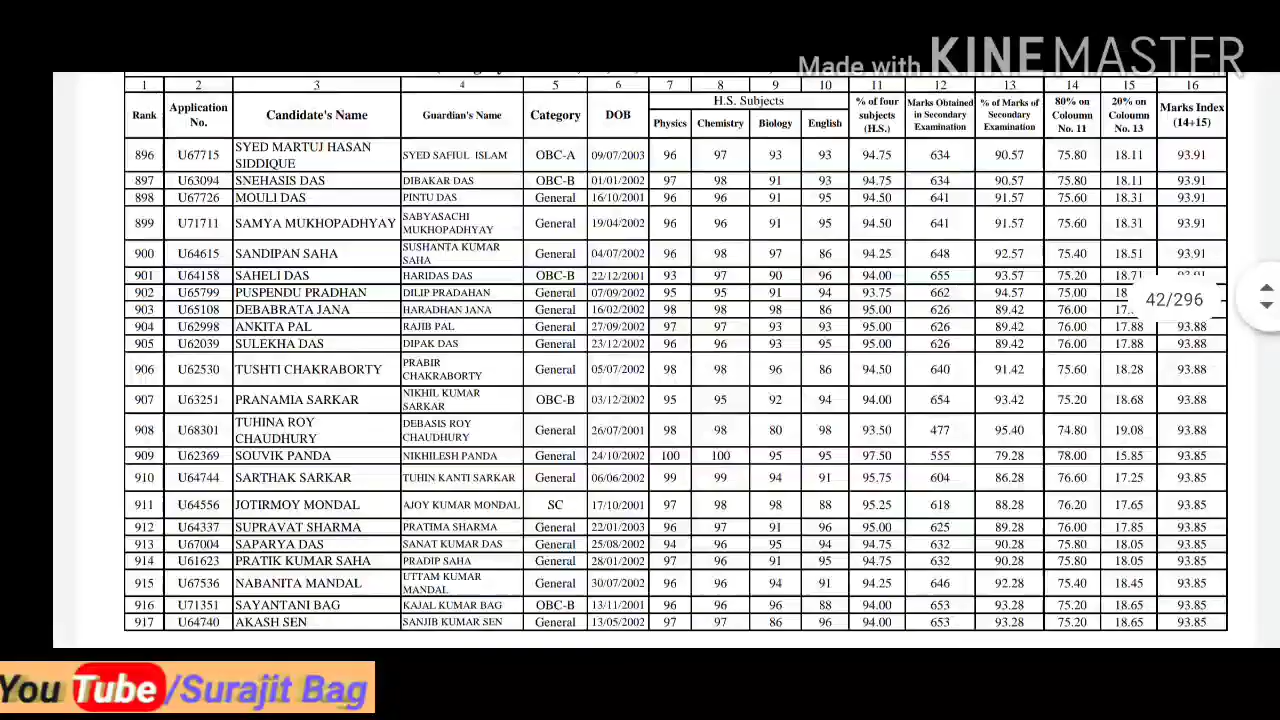 Made with KINEMASTER
1 2 3 4 5 6 7 8 9 10 11 12 13 14 15 16
Rank Application No. Candidate's Name Guardian's Name Category DOB H.S. Subjects Physics Chemistry Biology English % of four subjects (H.S.) Marks Obtained in Secondary Examination % of Marks of Secondary Examination 80% on Coloumn No. 11 20% on Coloumn No. 13 Marks Index (14+15)
896 U67715 SYED MARTUJ HASAN SIDDIQUE SYED SAFIUL ISLAM OBC-A 09/07/2003 96 97 93 93 94.75 634 90.57 75.80 18.11 93.91
897 U63094 SNEHASIS DAS DIBAKAR DAS OBC-B 01/01/2002 97 98 91 93 94.75 634 90.57 75.80 18.11 93.91
898 U67726 MOULI DAS PINTU DAS General 16/10/2001 96 96 91 95 94.50 641 91.57 75.60 18.31 93.91
899 U71711 SAMYA MUKHOPADHYAY SABYASACHI MUKHOPADHYAY General 19/04/2002 96 96 91 95 94.50 641 91.57 75.60 18.31 93.91
900 U64615 SANDIPAN SAHA SUSHANTA KUMAR SAHA General 04/07/2002 96 98 97 86 94.25 648 92.57 75.40 18.51 93.91
901 U64158 SAHELI DAS HARIDAS DAS OBC-B 22/12/2001 93 97 90 96 94.00 655 93.57 75.20 18.71
902 U65799 PUSPENDU PRADHAN DILIP PRADAHAN General 07/09/2002 95 95 91 94 93.75 662 94.57 75.00 18
42/296
903 U65108 DEBABRATA JANA HARADHAN JANA General 16/02/2002 98 98 98 86 95.00 626 89.42 76.00 17.
904 U62998 ANKITA PAL RAJIB PAL General 27/09/2002 97 97 93 93 95.00 626 89.42 76.00 17.88 93.88
905 U62039 SULEKHA DAS DIPAK DAS General 23/12/2002 96 96 93 95 95.00 626 89.42 76.00 17.88 93.88
906 U62530 TUSHTI CHAKRABORTY PRABIR CHAKRABORTY General 05/07/2002 98 98 96 86 94.50 640 91.42 75.60 18.28 93.88
907 U63251 PRANAMIA SARKAR NIKHIL KUMAR SARKAR OBC-B 03/12/2002 95 95 92 94 94.00 654 93.42 75.20 18.68 93.88
908 U68301 TUHINA ROY CHAUDHURY DEBASIS ROY CHAUDHURY General 26/07/2001 98 98 80 98 93.50 477 95.40 74.80 19.08 93.88
909 U62369 SOUVIK PANDA NIKHILESH PANDA General 24/10/2002 100 100 95 95 97.50 555 79.28 78.00 15.85 93.85
910 U64744 SARTHAK SARKAR TUHIN KANTI SARKAR General 06/06/2002 99 99 94 91 95.75 604 86.28 76.60 17.25 93.85
911 U64556 JOTIRMOY MONDAL AJOY KUMAR MONDAL SC 17/10/2001 97 98 98 88 95.25 618 88.28 76.20 17.65 93.85
912 U64337 SUPRAVAT SHARMA PRATIMA SHARMA General 22/01/2003 96 97 91 96 95.00 625 89.28 76.00 17.85 93.85
913 U67004 SAPARYA DAS SANAT KUMAR DAS General 25/08/2002 94 96 95 94 94.75 632 90.28 75.80 18.05 93.85
914 U61623 PRATIK KUMAR SAHA PRADIP SAHA General 28/01/2002 97 96 91 95 94.75 632 90.28 75.80 18.05 93.85
915 U67536 NABANITA MANDAL UTTAM KUMAR MANDAL General 30/07/2002 96 96 94 91 94.25 646 92.28 75.40 18.45 93.85
916 U71351 SAYANTANI BAG KAJAL KUMAR BAG OBC-B 13/11/2001 96 96 96 88 94.00 653 93.28 75.20 18.65 93.85
917 U64740 AKASH SEN SANJIB KUMAR SEN General 13/05/2002 97 97 86 96 94.00 653 93.28 75.20 18.65 93.85
You Tube/Surajit Bag